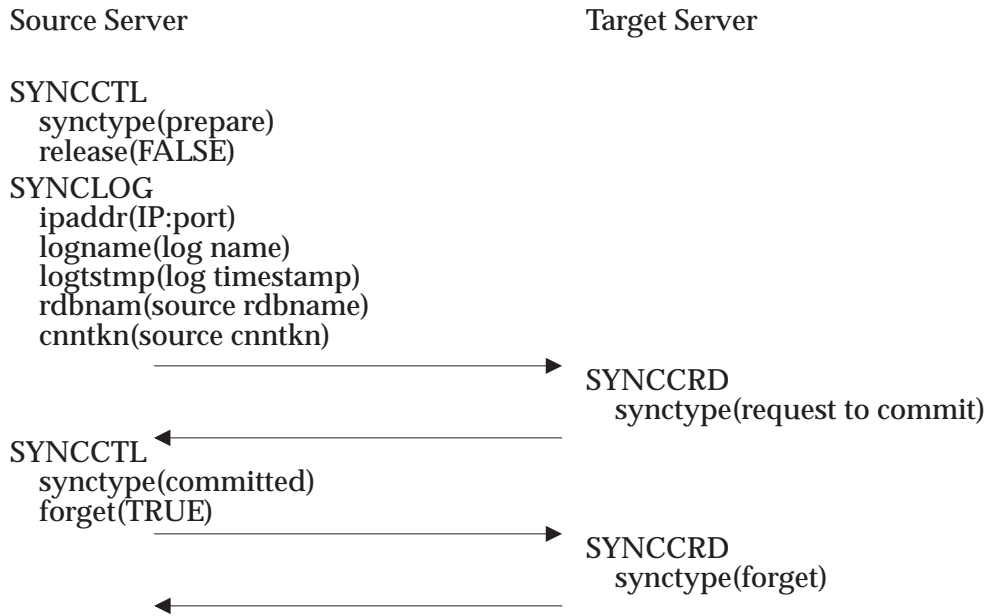 Source Server
Target Server
SYNCCTL
synctype(prepare)
release(FALSE)
SYNCLOG
ipaddr(IP:port)
logname(log name)
logtstmp(log timestamp)
rdbnam(source rdbname)
cnntkn(source cnntkn)
SYNCCRD
synctype(request to commit)
SYNCCTL
synctype(committed)
forget(TRUE)
SYNCCRD
synctype(forget)